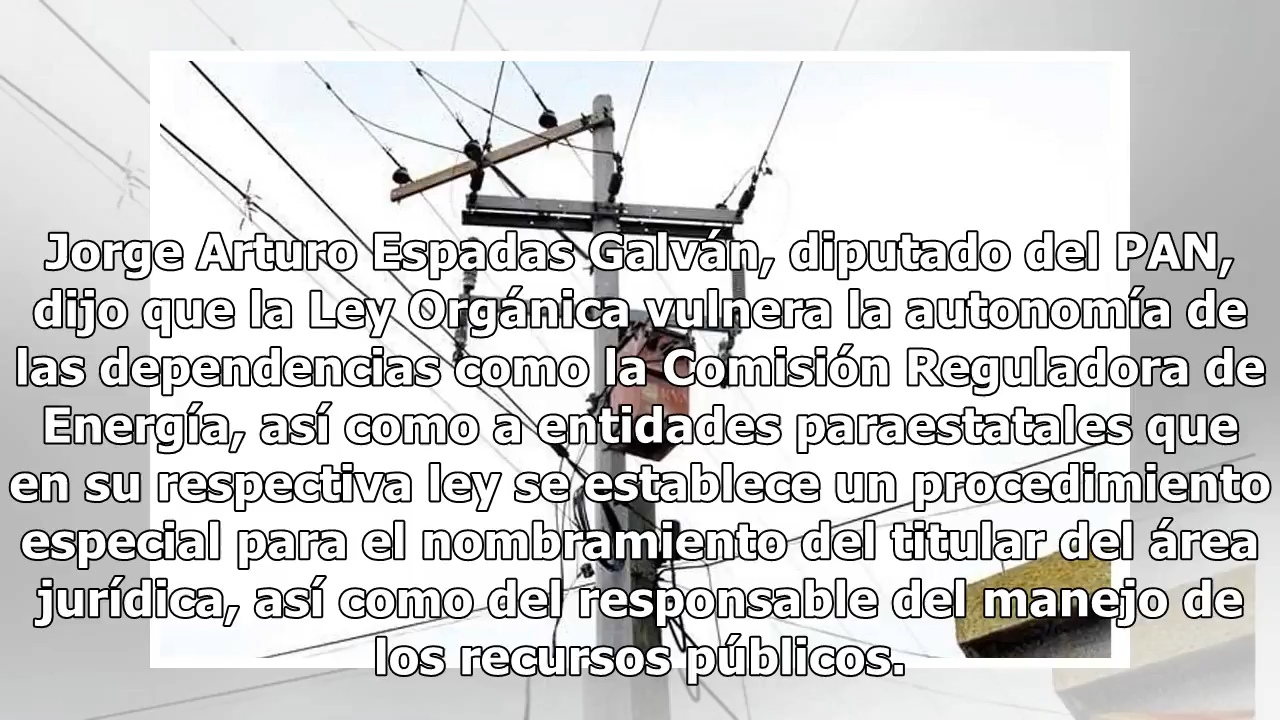 Jorge Arturo Espadas Galván, diputado del PAN,
dijo que la Ley Orgánica vulnera la autonomía de
las dependencias como la Comisión Reguladora de
Energía, así como a entidades paraestatales que
en su respectiva ley se establece un procedimiento
especial para el nombramiento del titular del área
jurídica, así como del responsable del manejo de
los recursos públicos.